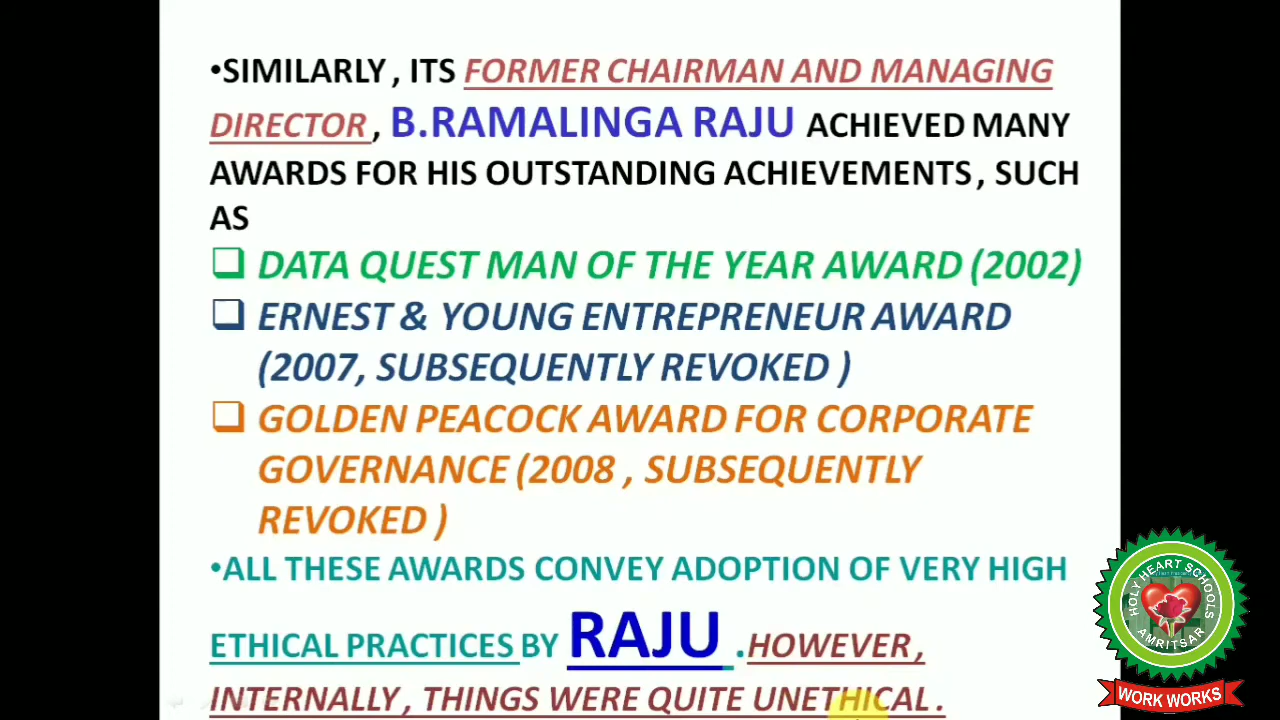 •SIMILARLY, ITS FORMER CHAIRMAN AND MANAGING
DIRECTOR, B.RAMALINGA RAJU ACHIEVED MANY
AWARDS FOR HIS OUTSTANDING ACHIEVEMENTS, SUCH
AS
❑ DATA QUEST MAN OF THE YEAR AWARD (2002)
❑ ERNEST & YOUNG ENTREPRENEUR AWARD
(2007, SUBSEQUENTLY REVOKED )
❑ GOLDEN PEACOCK AWARD FOR CORPORATE
GOVERNANCE (2008 , SUBSEQUENTLY
REVOKED )
•ALL THESE AWARDS CONVEY ADOPTION OF VERY HIGH
ETHICAL PRACTICES BY RAJU .HOWEVER,
INTERNALLY, THINGS WERE QUITE UNETHICAL.
HOLY HEART SCHOOLS
AMRITSAR
WORK WORKS